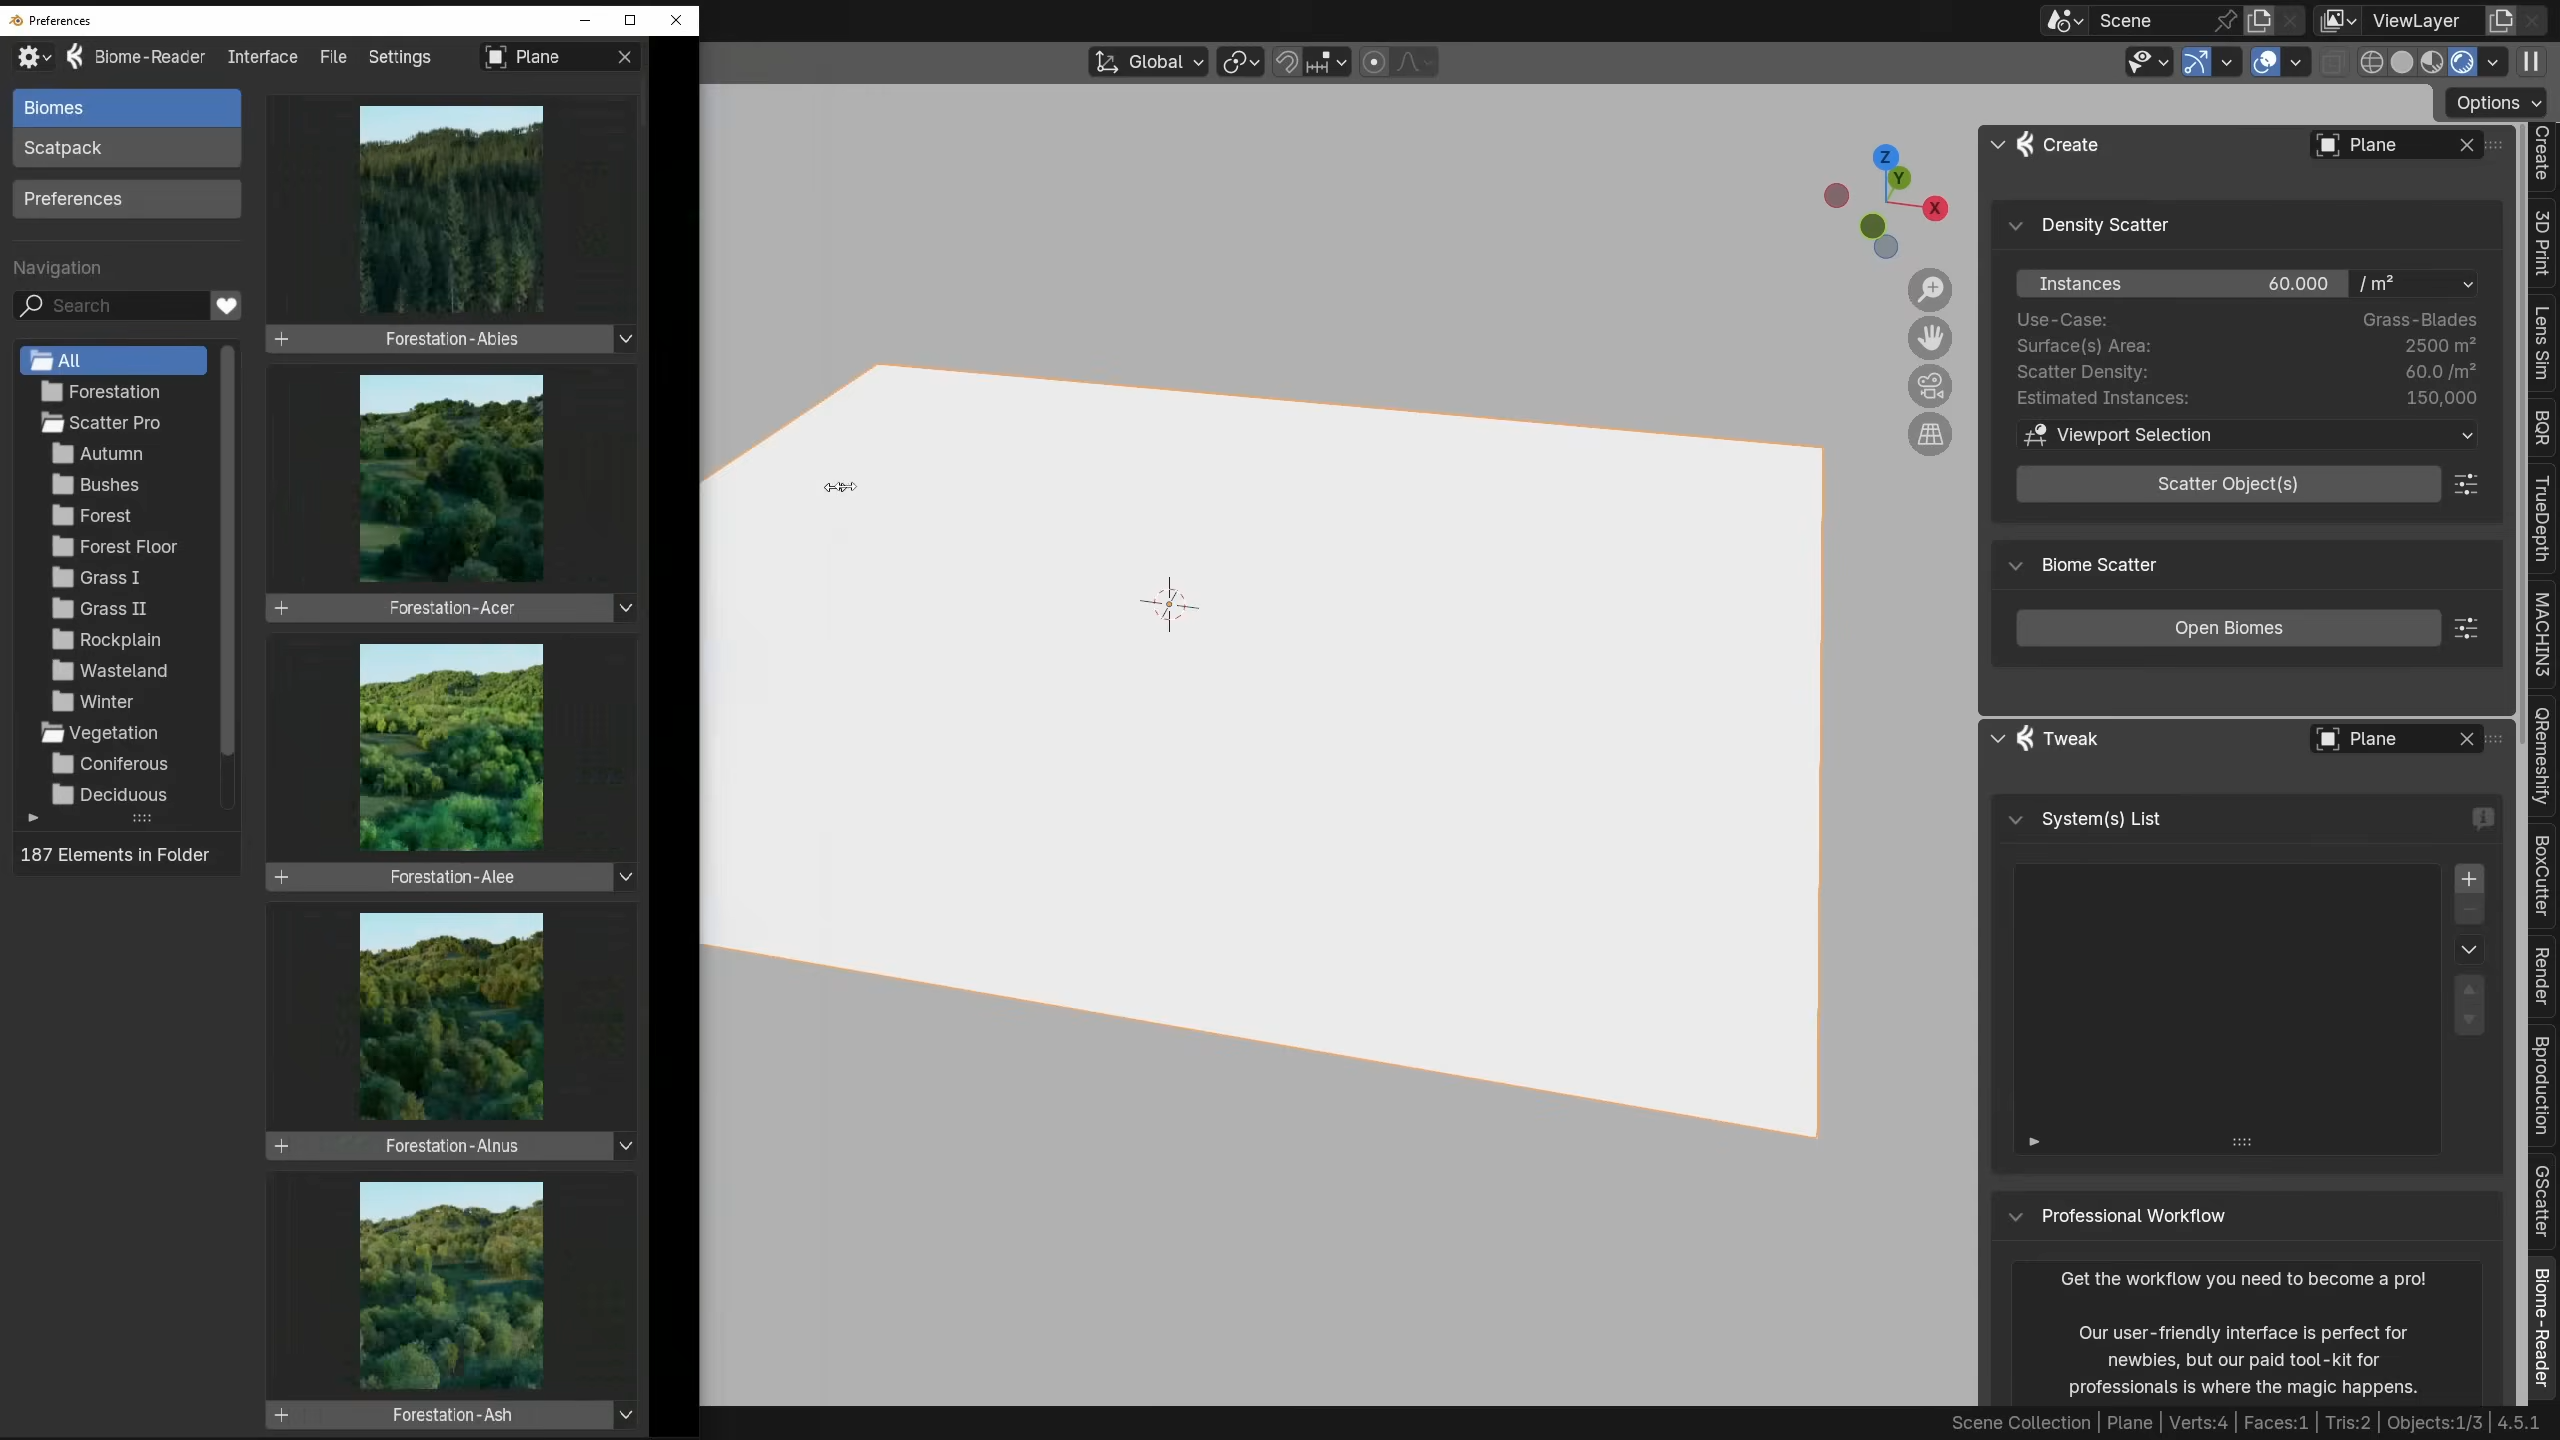 Preferences
Biome-Reader
Interface
File
Settings
Plane
Biomes
Scatpack
Preferences
Navigation
Search
All
Forestation
Scatter Pro
Autumn
Bushes
Forest
Forest Floor
Grass I
Grass II
Rockplain
Wasteland
Winter
Vegetation
Coniferous
Deciduous
187 Elements in Folder
Forestation-Abies
Forestation-Acer
Forestation-Alee
Forestation-Alnus
Forestation-Ash
Global
Scene
ViewLayer
Options
Z
Y
X
Create
Plane
Density Scatter
Instances 60.000 / m²
Use-Case: Grass-Blades
Surface(s) Area: 2500 m²
Scatter Density: 60.0 /m²
Estimated Instances: 150,000
Viewport Selection
Scatter Object(s)
Biome Scatter
Open Biomes
Tweak
Plane
System(s) List
Professional Workflow
Get the workflow you need to become a pro!
Our user-friendly interface is perfect for
newbies, but our paid tool-kit for
professionals is where the magic happens.
Create
3D Print
Lens Sim
BQR
TrueDepth
MACHIN3
QRemeshify
BoxCutter
Render
Bproduction
GScatter
Biome-Reader
Scene Collection | Plane | Verts:4 | Faces:1 | Tris:2 | Objects:1/3 | 4.5.1